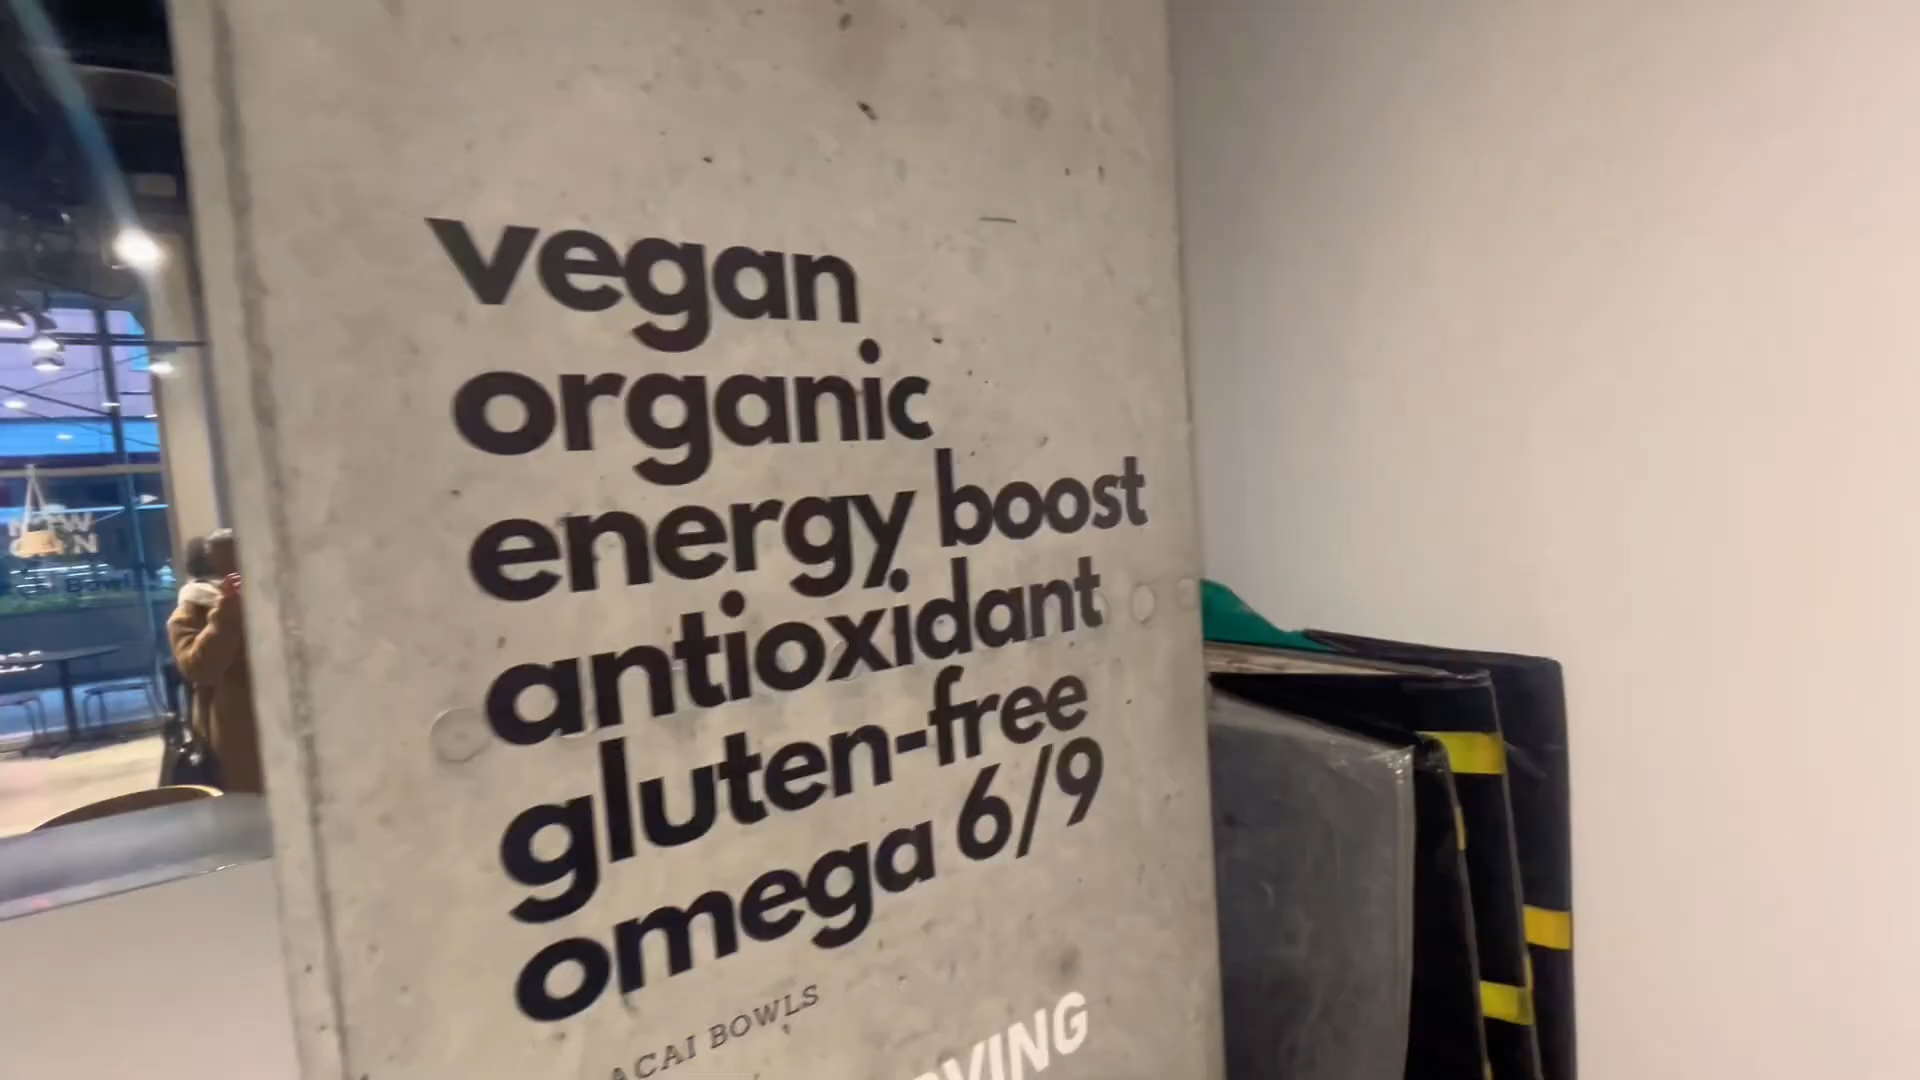 vegan
organic
energy boost
antioxidant
gluten-free
omega 6/9
ACAI BOWLS